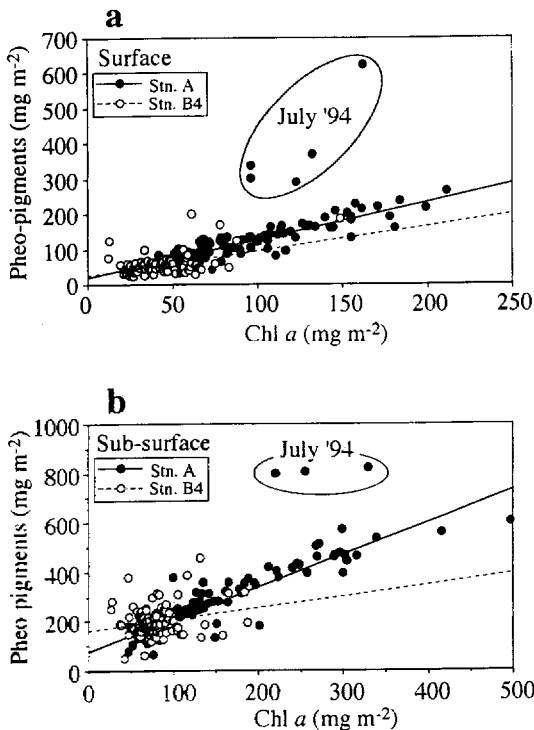 a
Surface
Stn. A
Stn. B4
July '94
Pheo-pigments (mg m-2)
700
600
500
400
300
200
100
0
0 50 100 150 200 250
Chl a (mg m-2)
b
Sub-surface
Stn. A
Stn. B4
July '94
Pheo pigments (mg m-2)
1000
800
600
400
200
0
0 100 200 300 400 500
Chl a (mg m-2)